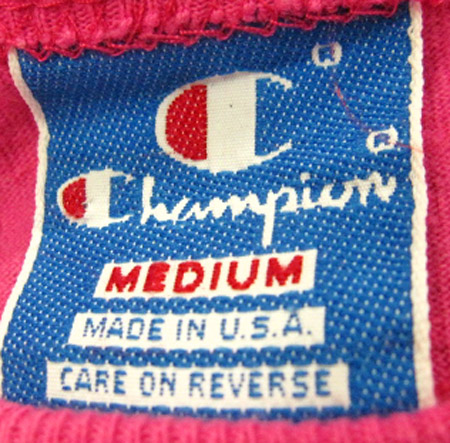 C ®
Champion ®
MEDIUM
MADE IN U.S.A.
CARE ON REVERSE